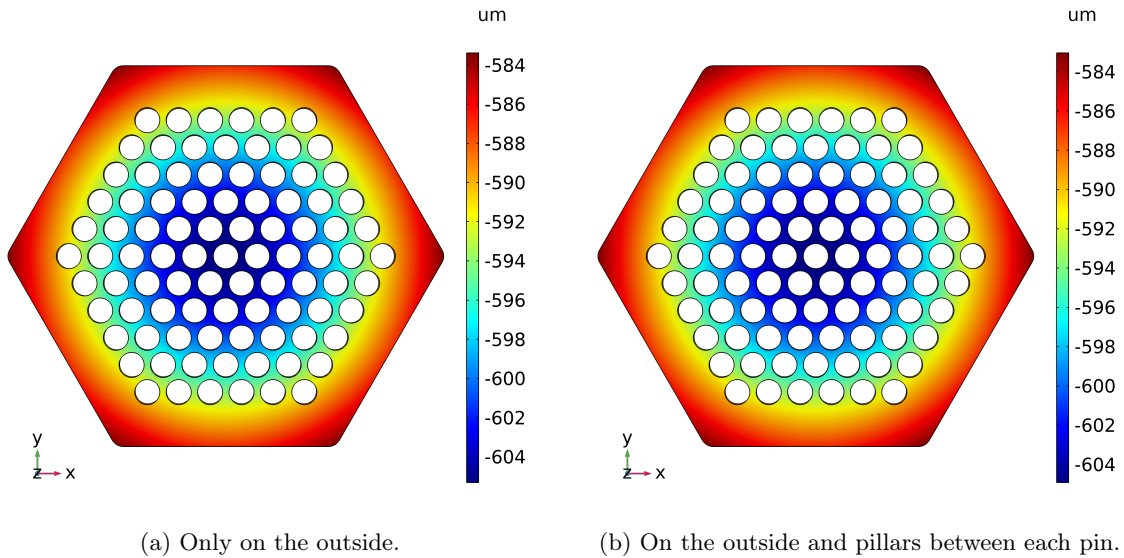 um
-584
-586
-588
-590
-592
-594
-596
-598
-600
-602
-604
y
z x
(a) Only on the outside.
um
-584
-586
-588
-590
-592
-594
-596
-598
-600
-602
-604
y
z x
(b) On the outside and pillars between each pin.